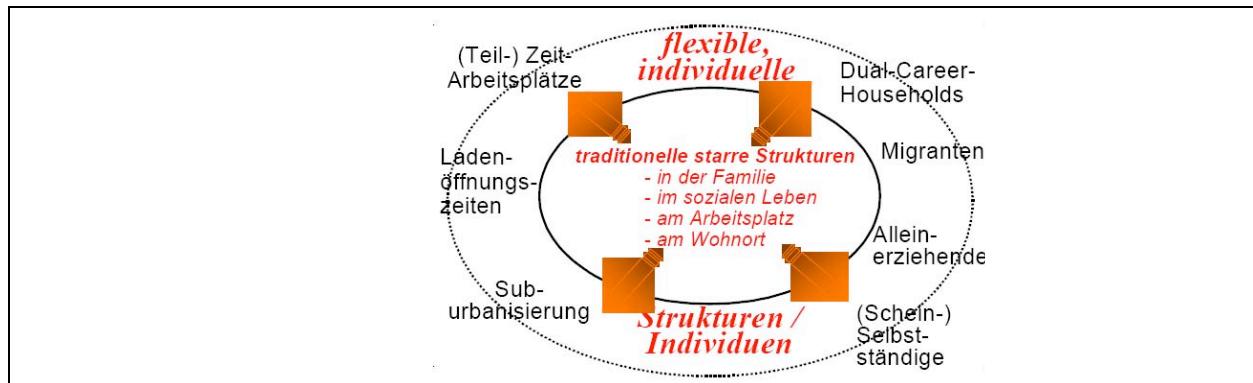 flexible,
individuelle
(Teil-) Zeit-
Arbeitsplätze
Dual-Career-
Households
Laden-
öffnungs-
zeiten
traditionelle starre Strukturen
- in der Familie
- im sozialen Leben
- am Arbeitsplatz
- am Wohnort
Migranten
Allein-
erziehende
Sub-
urbanisierung
Strukturen /
Individuen
(Schein-)
Selbst-
ständige